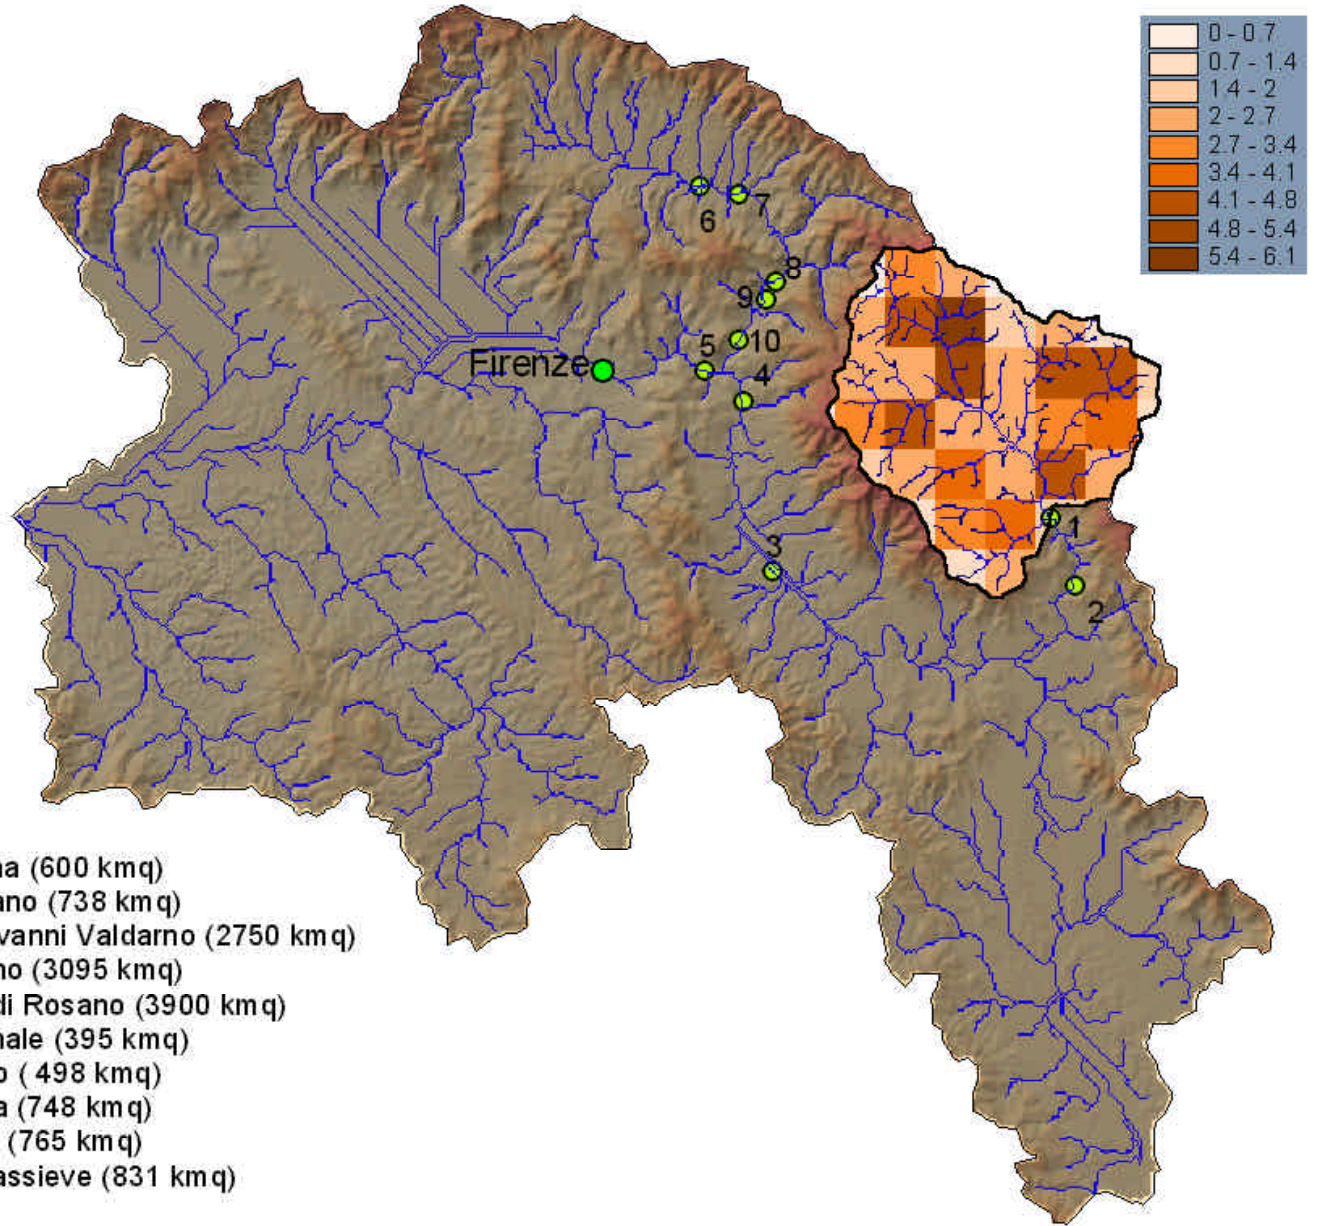 0 - 0.7
0.7 - 1.4
1.4 - 2
2 - 2.7
2.7 - 3.4
3.4 - 4.1
4.1 - 4.8
4.8 - 5.4
5.4 - 6.1
6
7
8
9
10
5
Firenze
4
1
3
2
na (600 kmq)
ano (738 kmq)
vanni Valdarno (2750 kmq)
no (3095 kmq)
di Rosano (3900 kmq)
nale (395 kmq)
o ( 498 kmq)
a (748 kmq)
(765 kmq)
assieve (831 kmq)